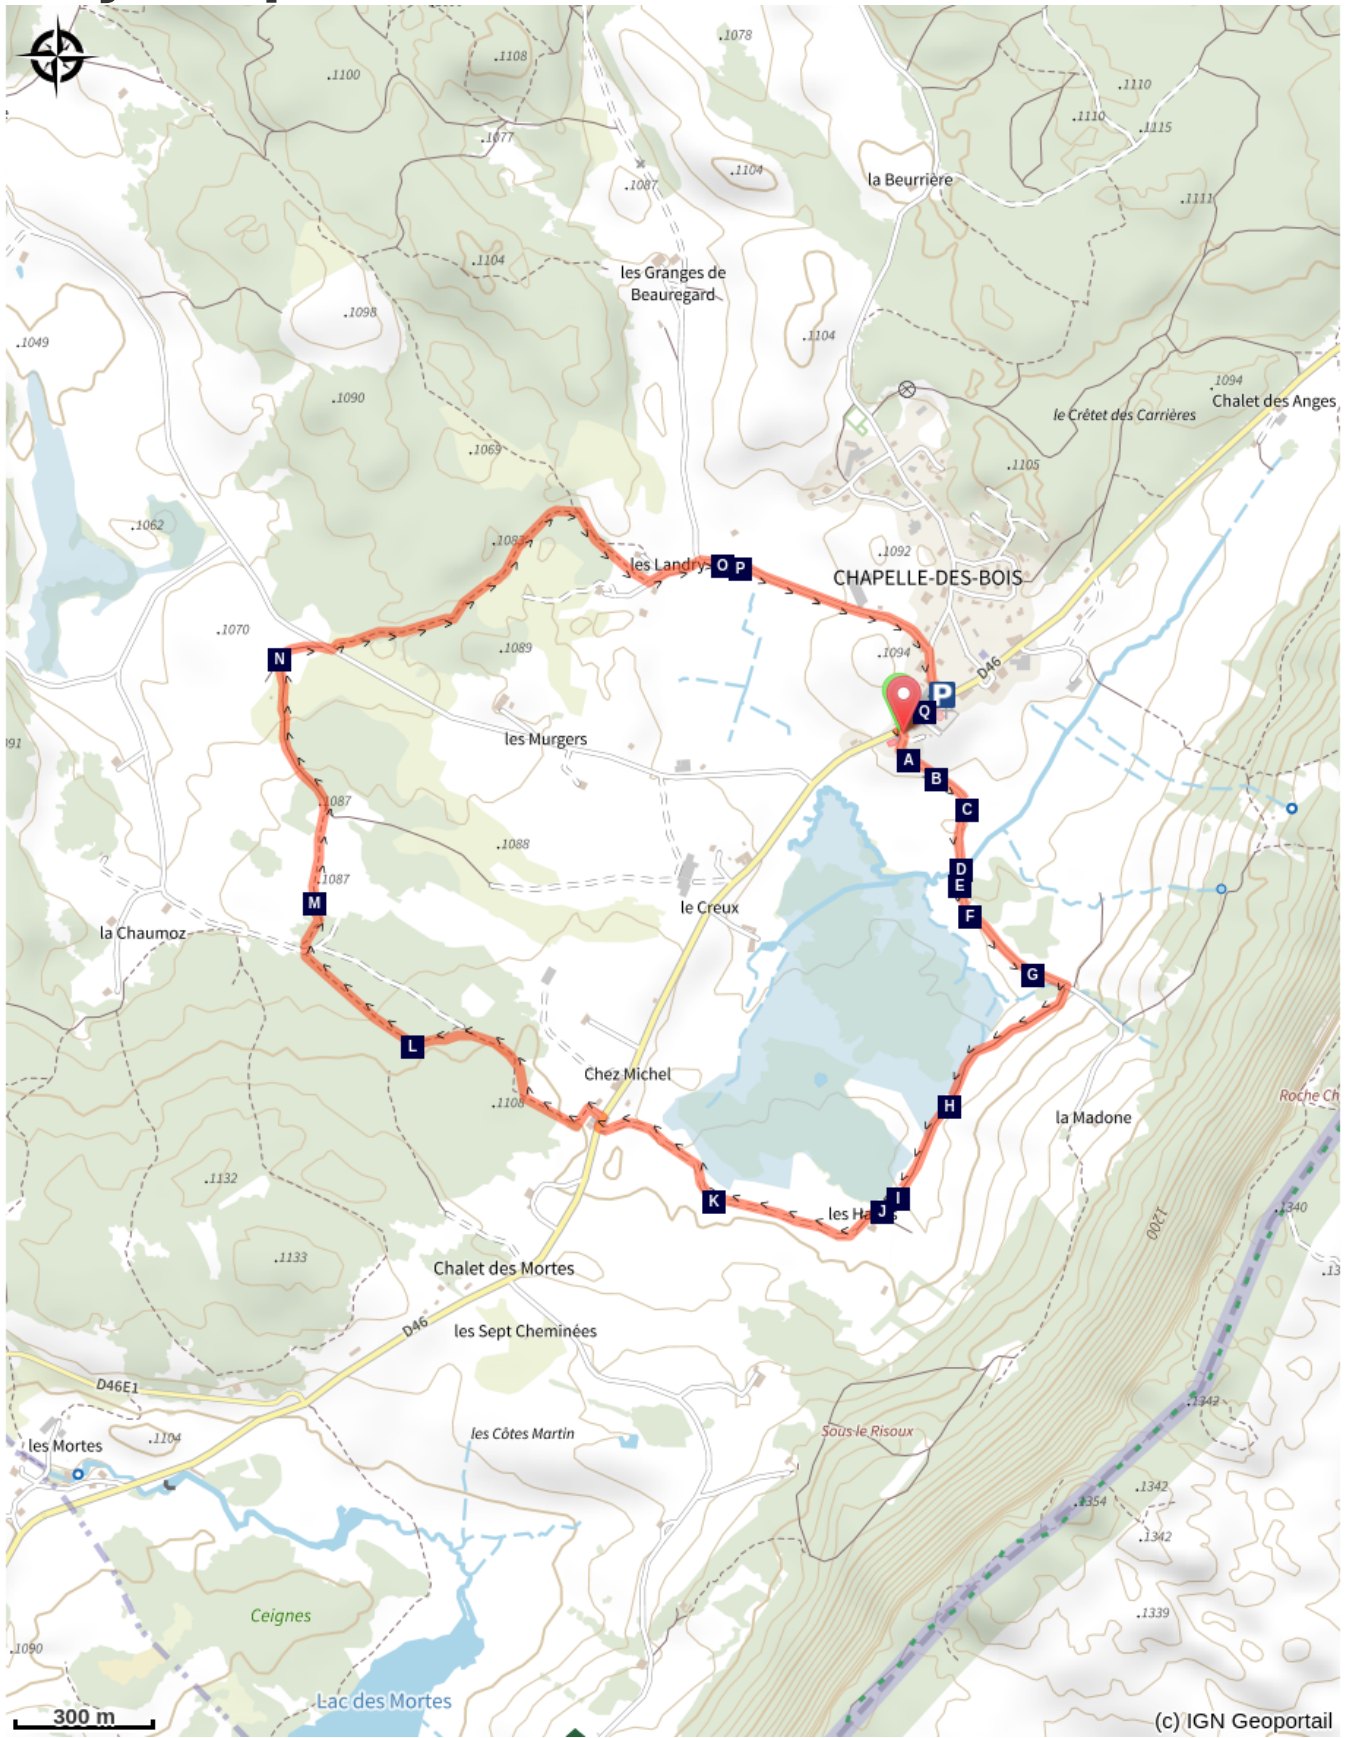 .1078
.1108
.1100
.1110
.1110
.1115
.1077
.1104
la Beurrière
.1087
.1111
.1104
les Granges de
Beauregard
.1098
.1104
.1049
.1094
.1090
Chalet des Anges
le Crêtet des Carrières
.1069
.1105
.1062
.1087
.1092
les Landry
O
P
CHAPELLE-DES-BOIS
.1070
.1089
.1094
N
D46
P
Q
les Murgers
A
B
.1087
C
.1088
D
.1087
E
M
le Creux
F
la Chaumoz
G
L
Chez Michel
.1108
H
Roche Ch
la Madone
.1132
K
I
J
les Ha
.1340
1200
.1133
Chalet des Mortes
.13
D46
les Sept Cheminées
D46E1
.1342
les Côtes Martin
Sous le Risoux
les Mortes
.1104
.1342
.1354
.1342
Ceignes
.1339
.1090
Lac des Mortes
300 m
(c) IGN Geoportail